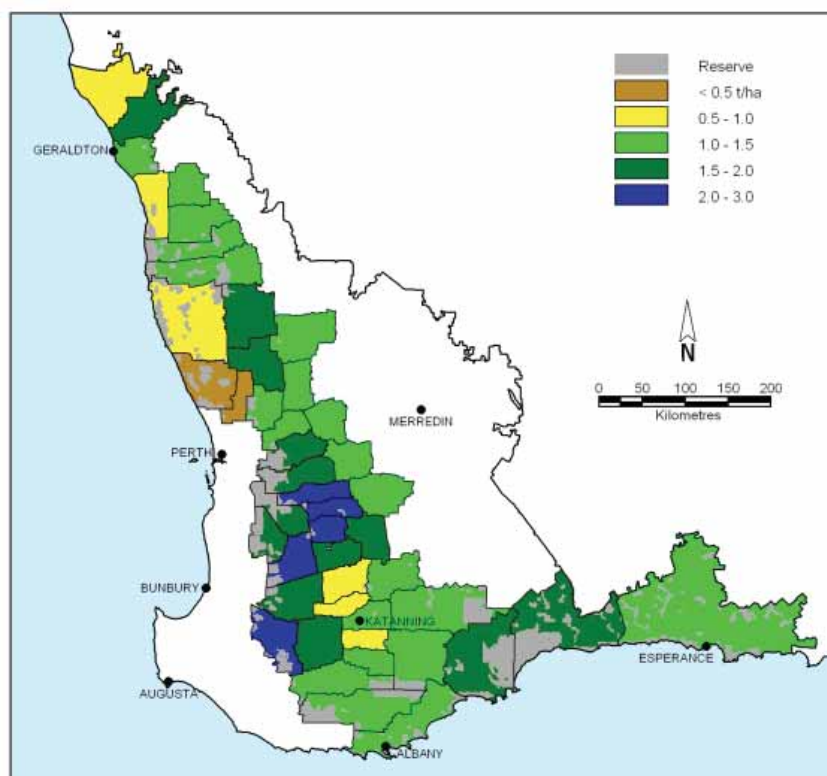 Reserve
< 0.5 t/ha
0.5 - 1.0
1.0 - 1.5
1.5 - 2.0
2.0 - 3.0
GERALDTON
N
0 50 100 150 200
Kilometres
MERREDIN
PERTH
BUNBURY
KATANNING
ESPERANCE
AUGUSTA
ALBANY